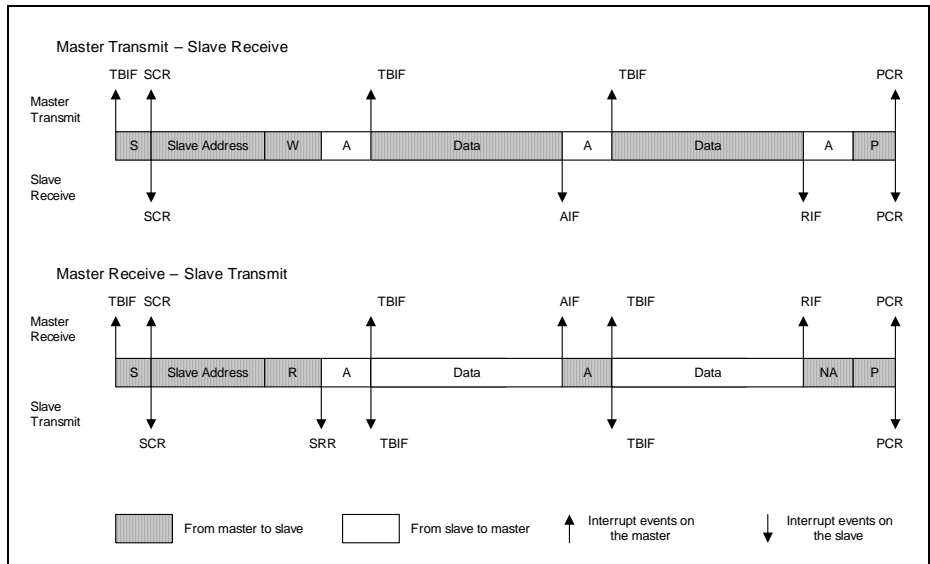 Master Transmit – Slave Receive
TBIF SCR TBIF TBIF PCR
Master
Transmit
S Slave Address W A Data A Data A P
Slave
Receive
SCR AIF RIF PCR
Master Receive – Slave Transmit
TBIF SCR TBIF AIF TBIF RIF PCR
Master
Receive
S Slave Address R A Data A Data NA P
Slave
Transmit
SCR SRR TBIF TBIF PCR
From master to slave
From slave to master
Interrupt events on
the master
Interrupt events on
the slave